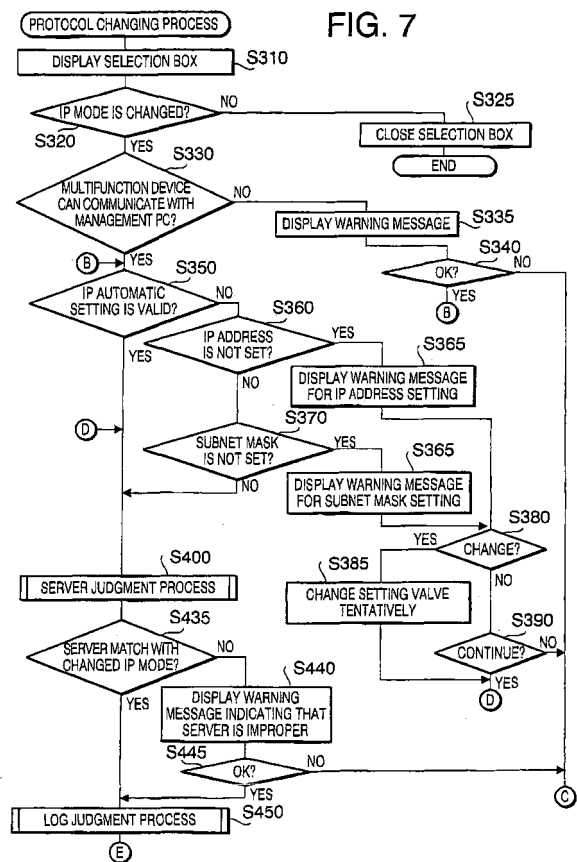 FIG. 7
PROTOCOL CHANGING PROCESS
DISPLAY SELECTION BOX
S310
IP MODE IS CHANGED?
NO
S320
YES
S325
CLOSE SELECTION BOX
END
S330
MULTIFUNCTION DEVICE
CAN COMMUNICATE WITH
MANAGEMENT PC?
NO
YES
DISPLAY WARNING MESSAGE
S335
S340
OK?
NO
YES
B
B
S350
IP AUTOMATIC
SETTING IS VALID?
NO
YES
S360
IP ADDRESS
IS NOT SET?
YES
NO
S365
DISPLAY WARNING MESSAGE
FOR IP ADDRESS SETTING
D
S370
SUBNET MASK
IS NOT SET?
YES
NO
S365
DISPLAY WARNING MESSAGE
FOR SUBNET MASK SETTING
S380
CHANGE?
YES
NO
S385
CHANGE SETTING VALVE
TENTATIVELY
S390
CONTINUE?
NO
YES
D
S400
SERVER JUDGMENT PROCESS
S435
SERVER MATCH WITH
CHANGED IP MODE?
NO
YES
S440
DISPLAY WARNING
MESSAGE INDICATING THAT
SERVER IS IMPROPER
S445
OK?
NO
YES
C
LOG JUDGMENT PROCESS
S450
E